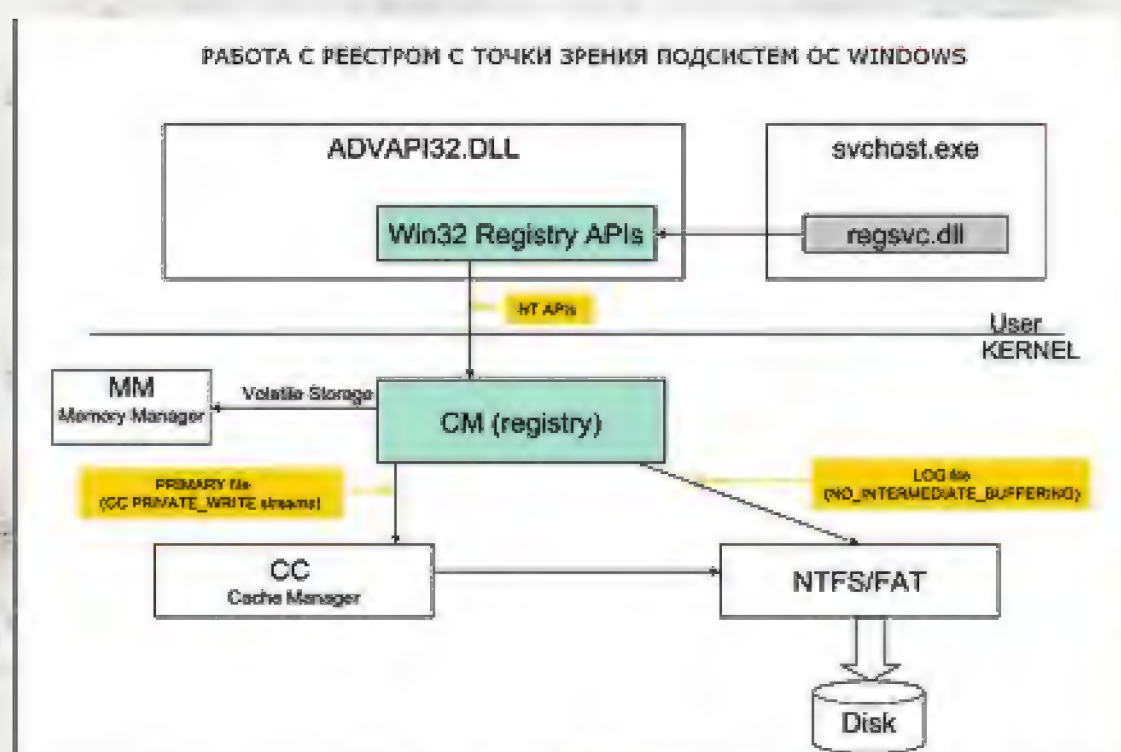 РАБОТА С РЕЕСТРОМ С ТОЧКИ ЗРЕНИЯ ПОДСИСТЕМ ОС WINDOWS
ADVAPI32.DLL
svchost.exe
Win32 Registry APIs
regsvc.dll
NT APIs
User
KERNEL
MM
Memory Manager
Volatile Storage
CM (registry)
PRIMARY file
(CC PRIVATE_WRITE streams)
LOG file
(NO_INTERMEDIATE_BUFFERING)
CC
Cache Manager
NTFS/FAT
Disk